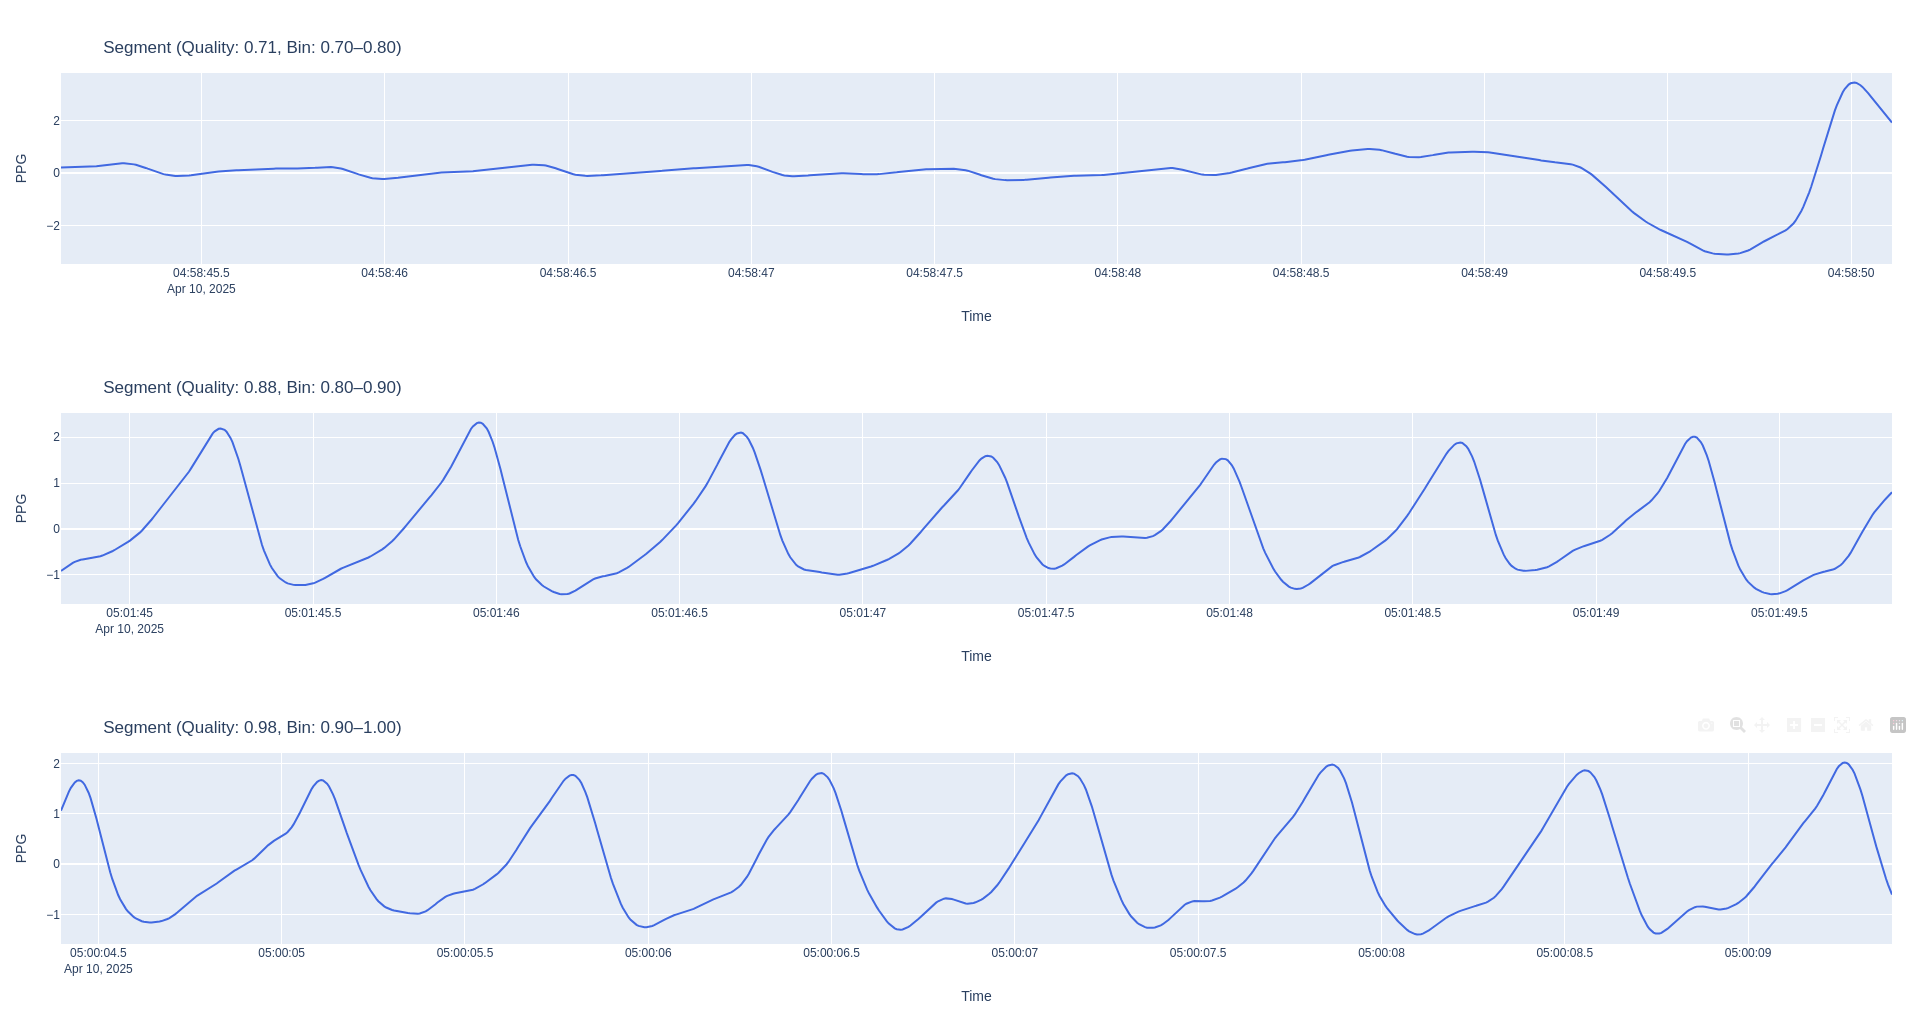 Segment (Quality: 0.71, Bin: 0.70–0.80)
PPG
2
0
−2
04:58:45.5 04:58:46 04:58:46.5 04:58:47 04:58:47.5 04:58:48 04:58:48.5 04:58:49 04:58:49.5 04:58:50
Apr 10, 2025
Time
Segment (Quality: 0.88, Bin: 0.80–0.90)
PPG
2
1
0
−1
05:01:45 05:01:45.5 05:01:46 05:01:46.5 05:01:47 05:01:47.5 05:01:48 05:01:48.5 05:01:49 05:01:49.5
Apr 10, 2025
Time
Segment (Quality: 0.98, Bin: 0.90–1.00)
PPG
2
1
0
−1
05:00:04.5 05:00:05 05:00:05.5 05:00:06 05:00:06.5 05:00:07 05:00:07.5 05:00:08 05:00:08.5 05:00:09
Apr 10, 2025
Time